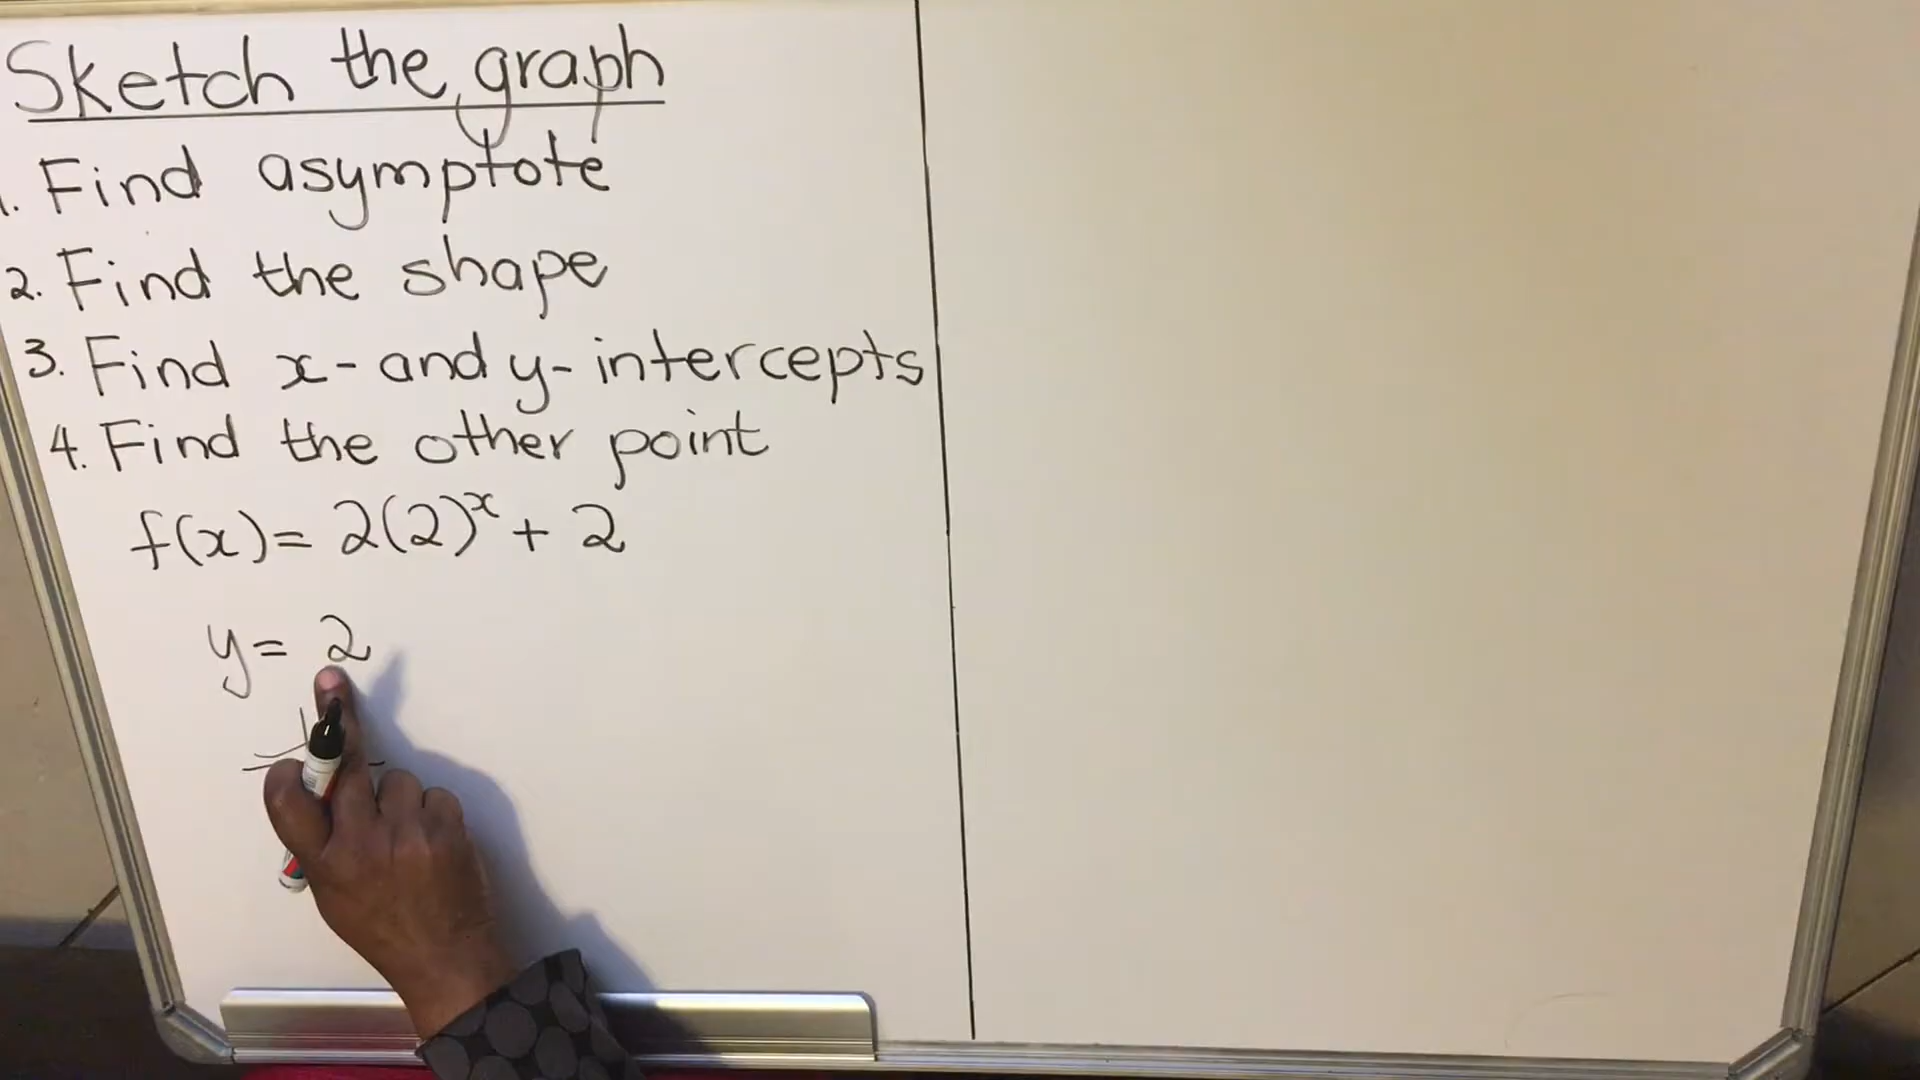 Sketch the graph
1. Find asymptote
2. Find the shape
3. Find x- and y- intercepts
4. Find the other point
f(x) = 2(2)ˣ + 2
y = 2